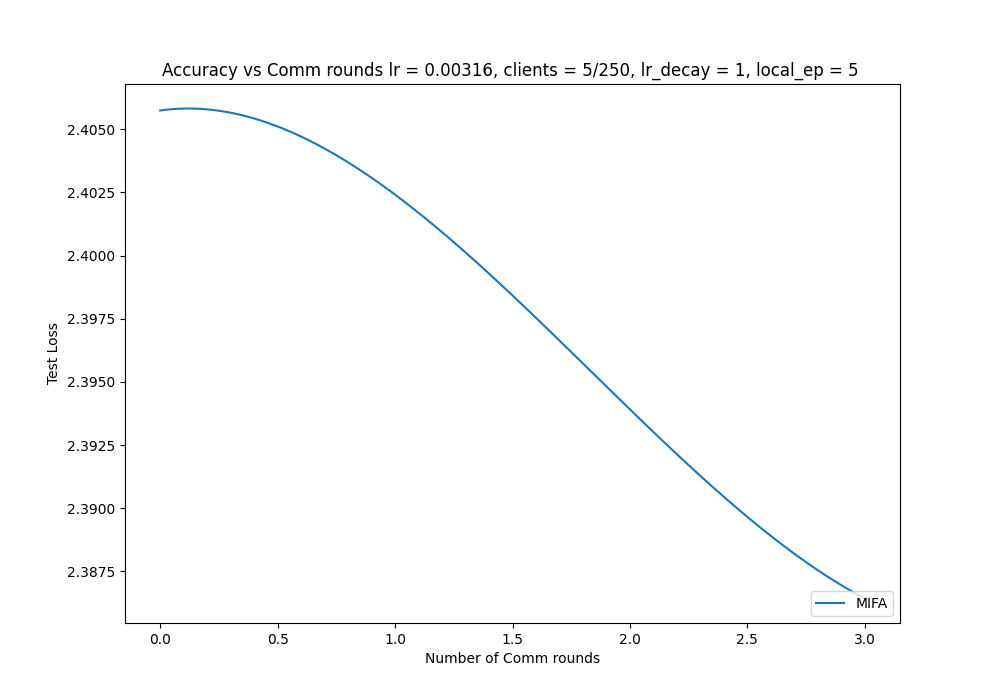 Accuracy vs Comm rounds lr = 0.00316, clients = 5/250, lr_decay = 1, local_ep = 5
2.4050
2.4025
2.4000
2.3975
Test Loss
2.3950
2.3925
2.3900
2.3875
MIFA
0.0 0.5 1.0 1.5 2.0 2.5 3.0
Number of Comm rounds